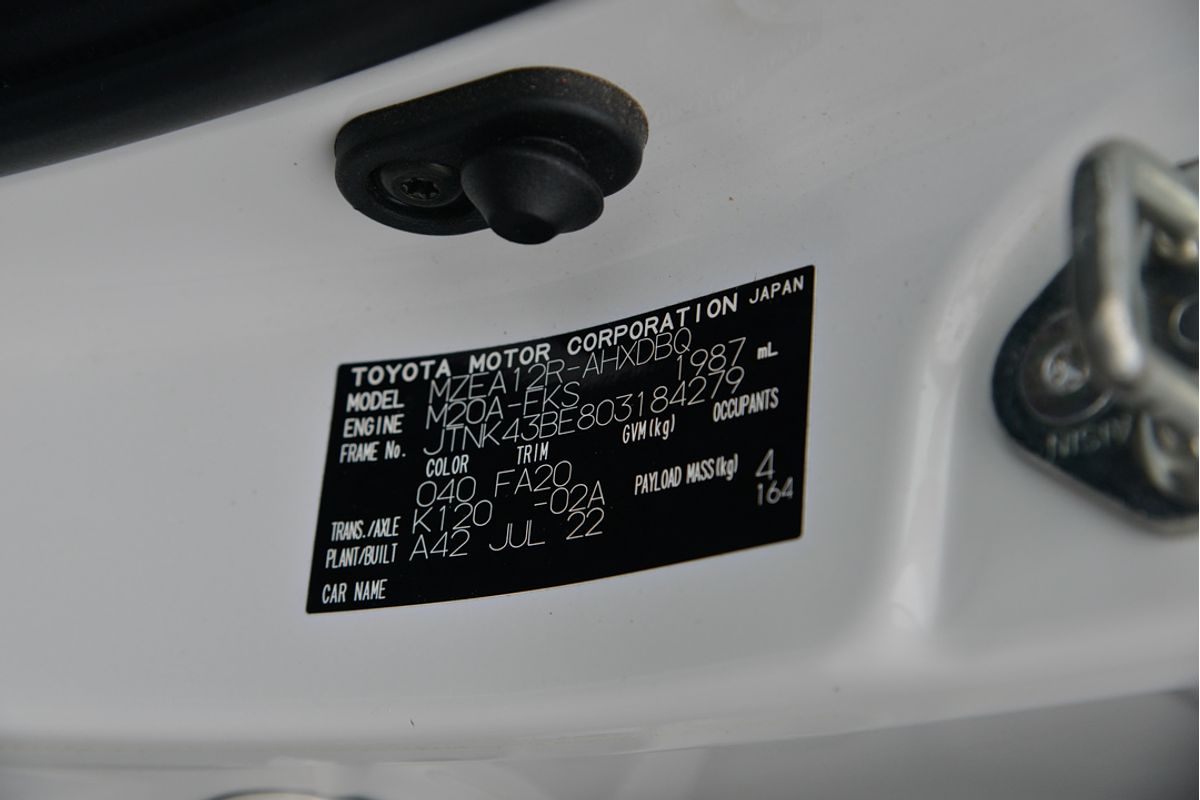 TOYOTA MOTOR CORPORATION JAPAN
MODEL MZEA12R-AHXDBQ
ENGINE M20A-FKS 1987 mL
FRAME No. JTNK43BE803184279
COLOR TRIM GVM(kg) OCCUPANTS
040 FA20 4
TRANS./AXLE K120 -02A PAYLOAD MASS(kg) 164
PLANT/BUILT A42 JUL 22
CAR NAME